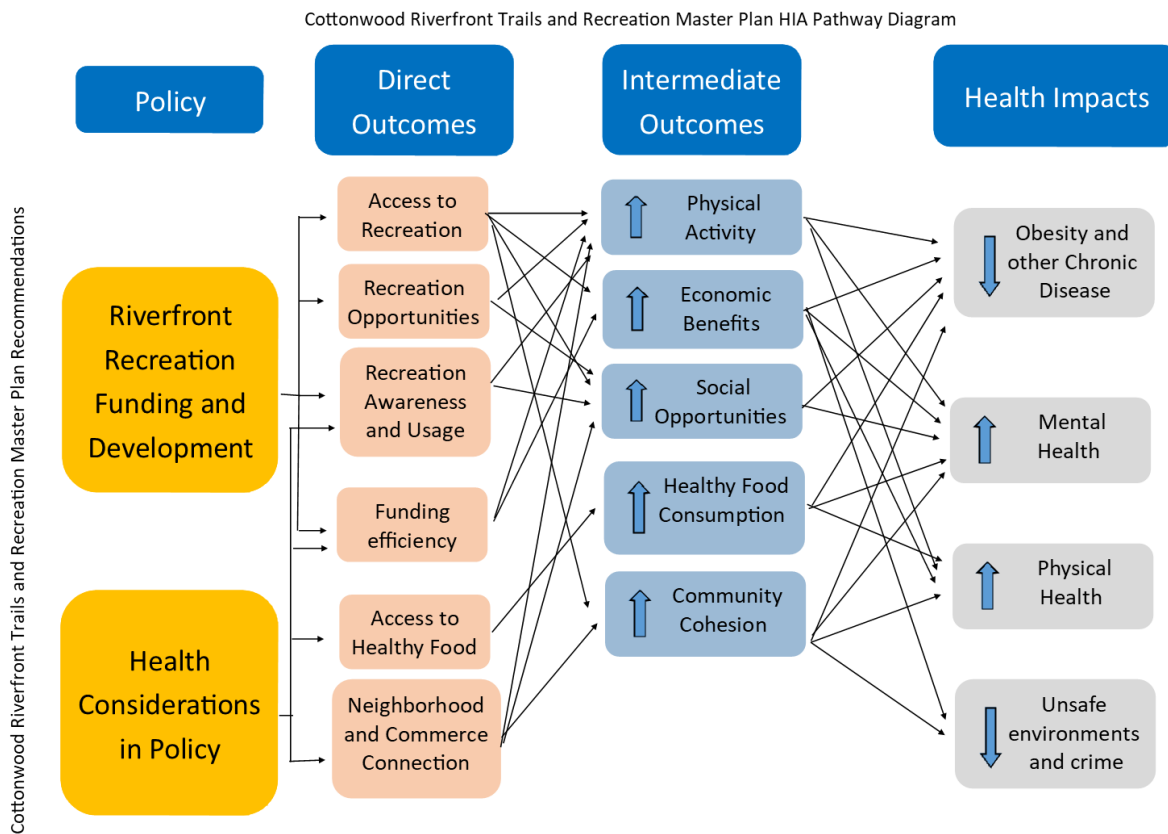 Cottonwood Riverfront Trails and Recreation Master Plan HIA Pathway Diagram
Cottonwood Riverfront Trails and Recreation Master Plan Recommendations
Policy
Riverfront
Recreation
Funding and
Development
Health
Considerations
in Policy
Direct
Outcomes
Access to
Recreation
Recreation
Opportunities
Recreation
Awareness
and Usage
Funding
efficiency
Access to
Healthy Food
Neighborhood
and Commerce
Connection
Intermediate
Outcomes
Physical
Activity
Economic
Benefits
Social
Opportunities
Healthy Food
Consumption
Community
Cohesion
Health Impacts
Obesity and
other Chronic
Disease
Mental
Health
Physical
Health
Unsafe
environments
and crime